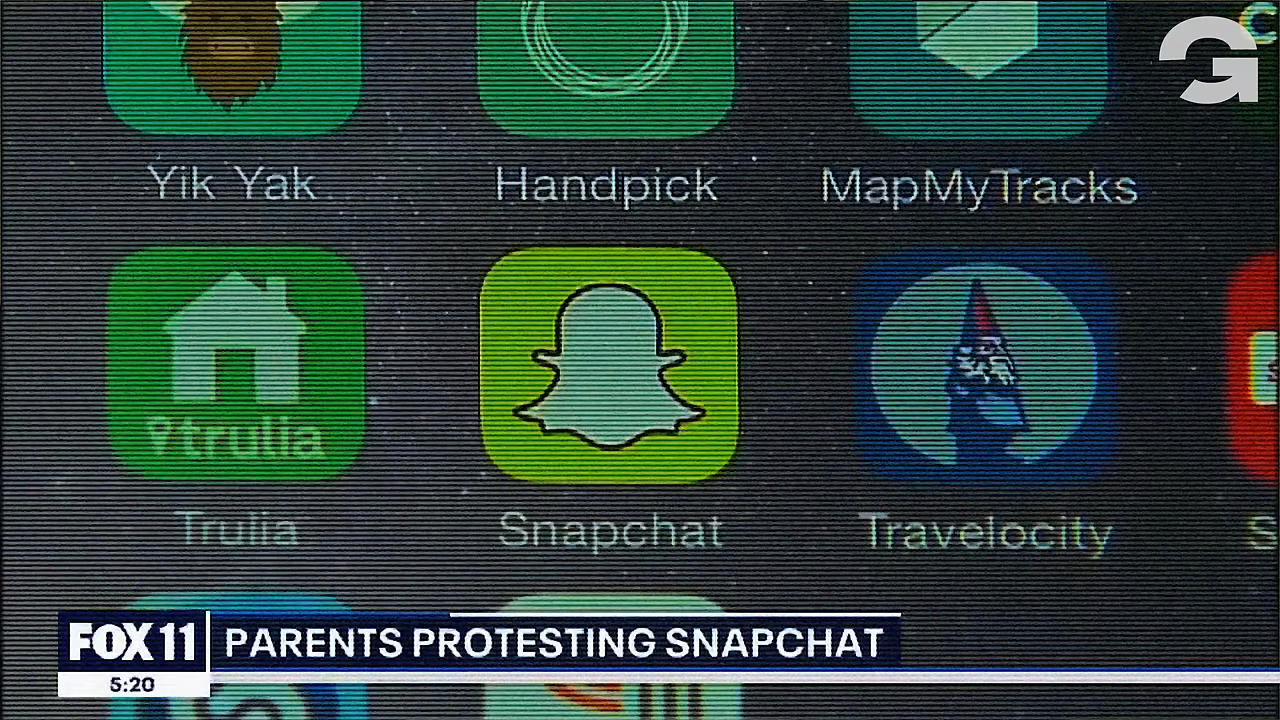 Yik Yak
Handpick
MapMyTracks
trulia
Trulia
Snapchat
Travelocity
FOX 11
PARENTS PROTESTING SNAPCHAT
5:20